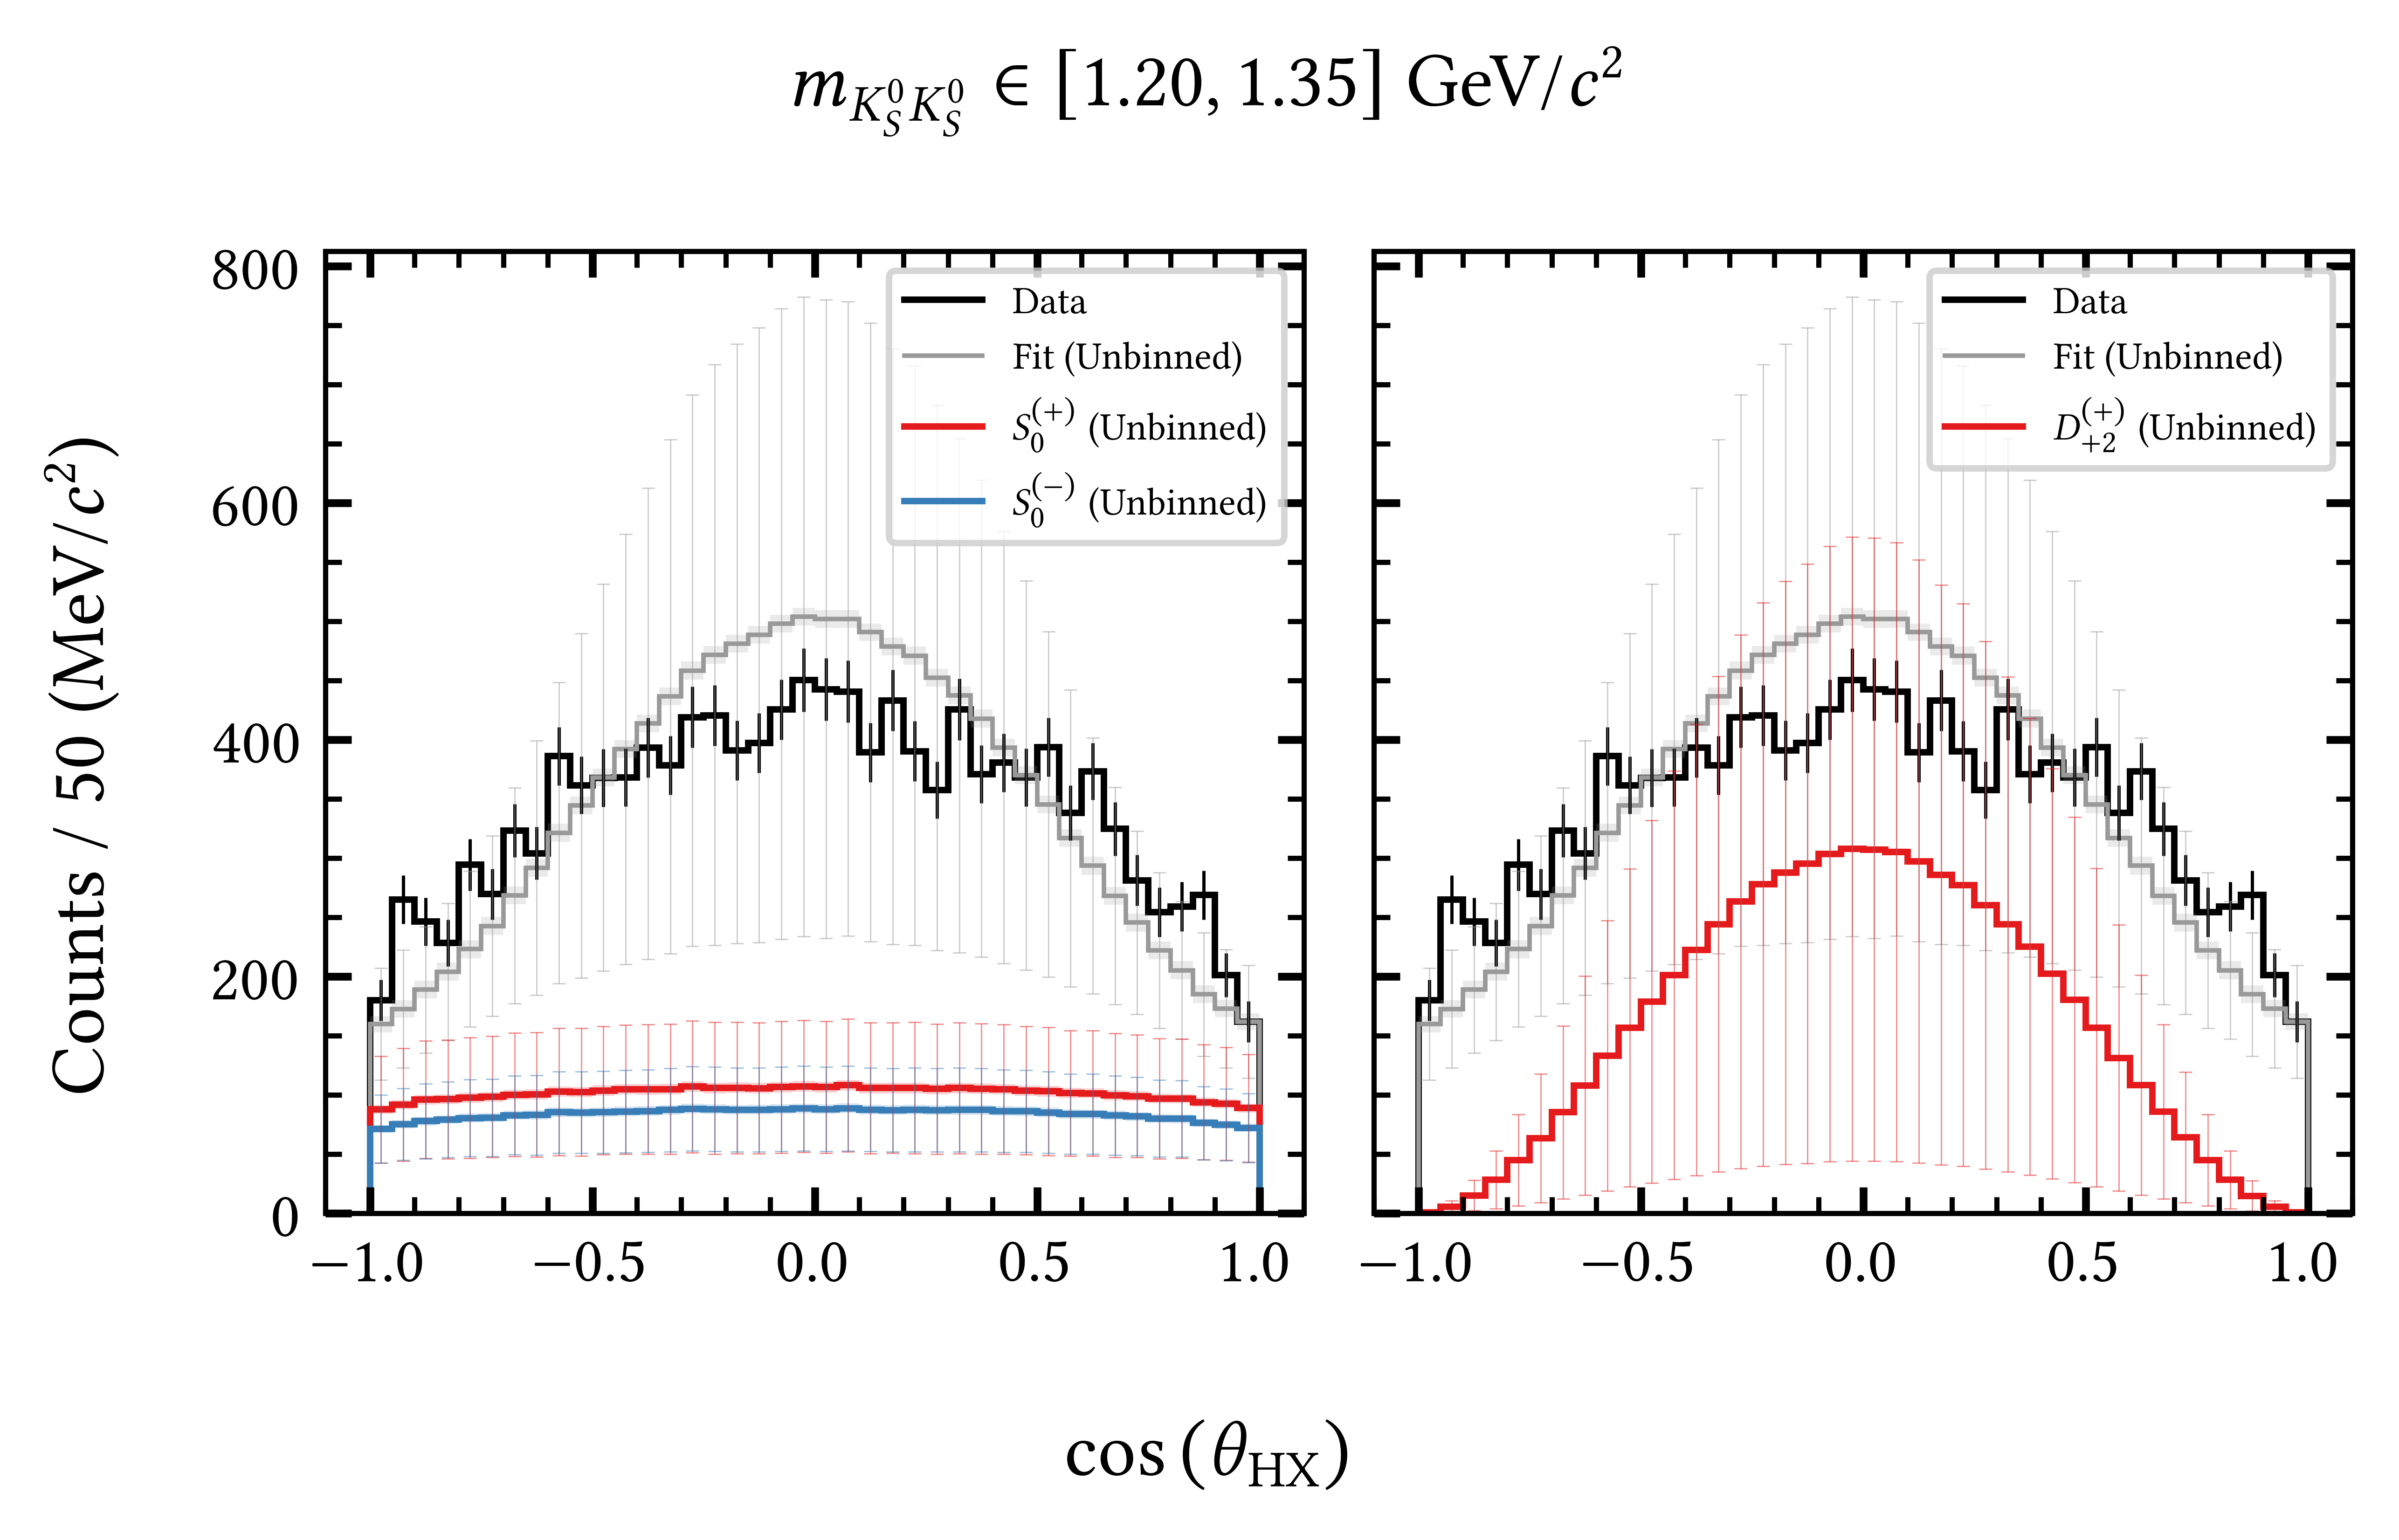 m_{K_S^0 K_S^0} ∈ [1.20, 1.35] GeV/c²
Counts / 50 (MeV/c²)
800
600
400
200
0
Data
Fit (Unbinned)
S_0^{(+)} (Unbinned)
S_0^{(−)} (Unbinned)
−1.0 −0.5 0.0 0.5 1.0
Data
Fit (Unbinned)
D_{+2}^{(+)} (Unbinned)
−1.0 −0.5 0.0 0.5 1.0
cos (θ_{HX})